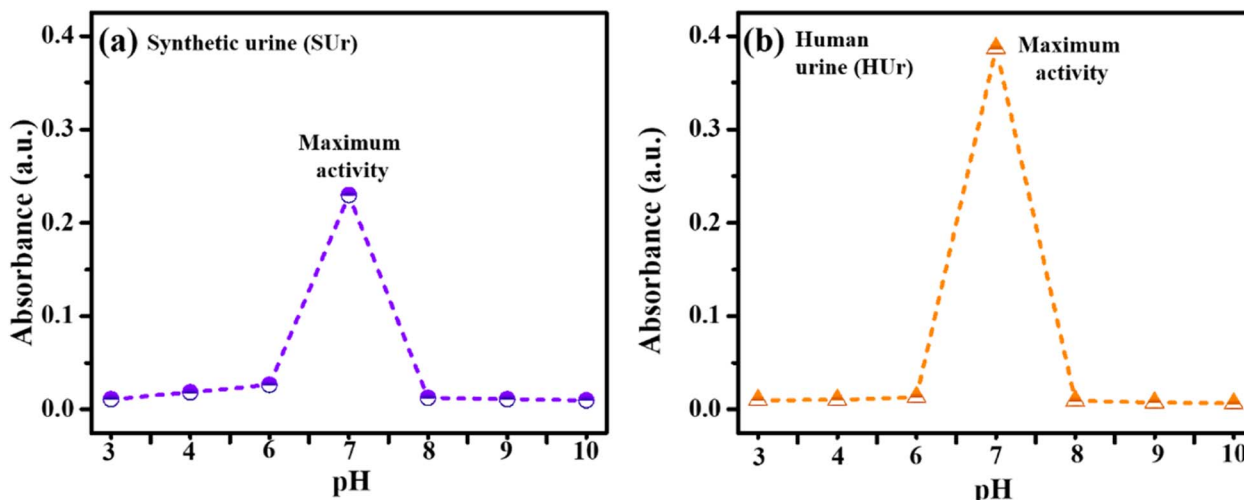 (a) Synthetic urine (SUr)
Maximum
activity
Absorbance (a.u.)
0.4
0.3
0.2
0.1
0.0
3 4 6 7 8 9 10
pH
(b) Human
urine (HUr)
Maximum
activity
Absorbance (a.u.)
0.4
0.3
0.2
0.1
0.0
3 4 6 7 8 9 10
pH